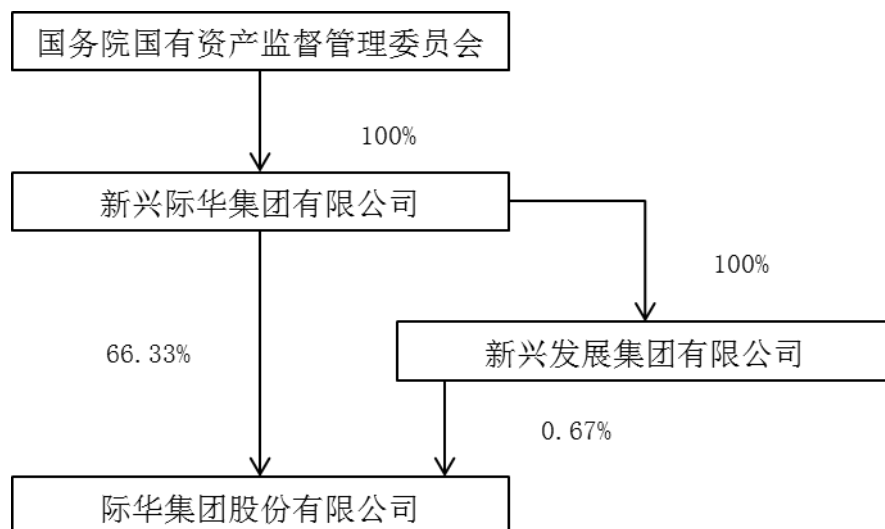 国务院国有资产监督管理委员会
100%
新兴际华集团有限公司
100%
66.33%
新兴发展集团有限公司
0.67%
际华集团股份有限公司